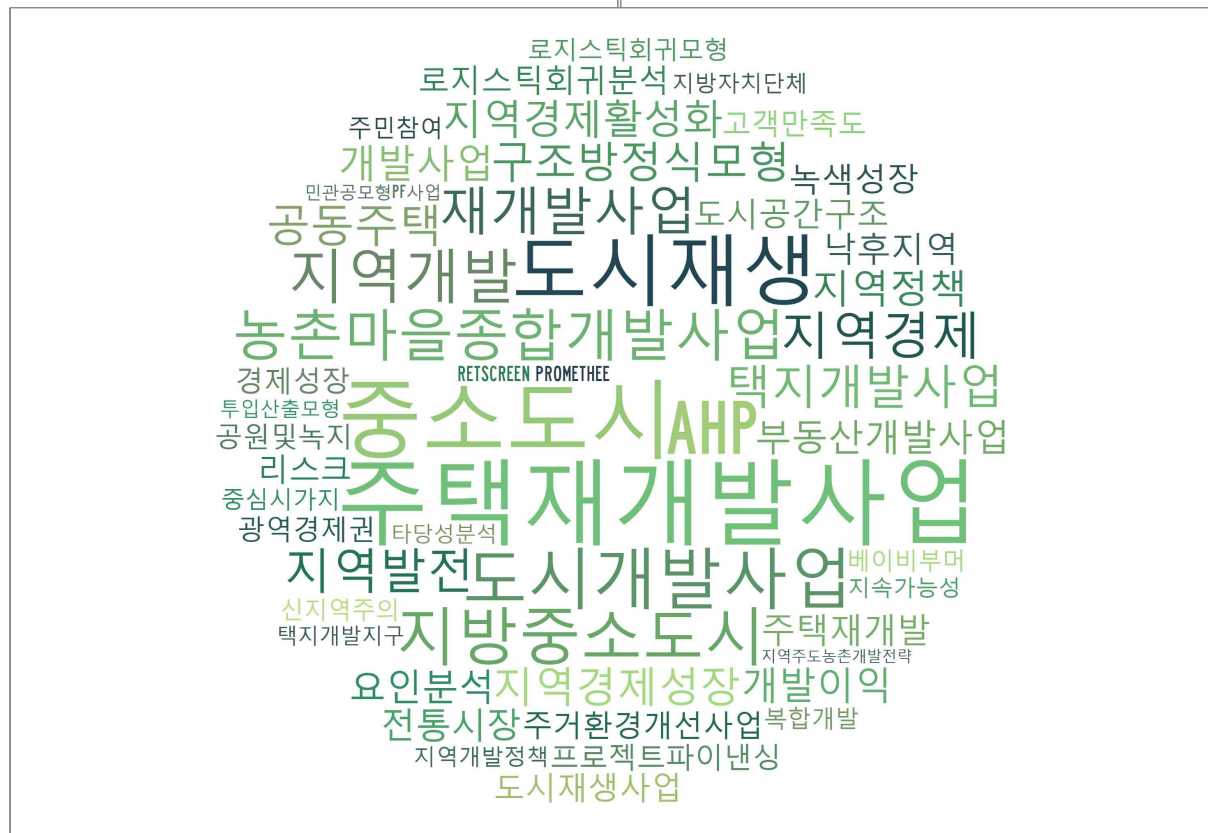 로지스틱회귀모형
로지스틱회귀분석 지방자치단체
주민참여 지역경제활성화 고객만족도
개발사업 구조방정식모형 녹색성장
민관공모형PF사업 재개발사업 도시공간구조
공동주택 지역개발 도시재생 낙후지역
지역정책
농촌마을종합개발사업 지역경제
경제성장 RETSCREEN PROMETHEE 택지개발사업
투입산출모형 중소도시 AHP 부동산개발사업
공원및녹지
리스크 주택재개발사업
중심시가지
광역경제권 타당성분석
지역발전 도시개발사업 베이비부머
지속가능성
신지역주의 지방중소도시 주택재개발
택지개발지구 지역주도농촌개발전략
요인분석 지역경제성장 개발이익
전통시장 주거환경개선사업 복합개발
지역개발정책 프로젝트파이낸싱
도시재생사업